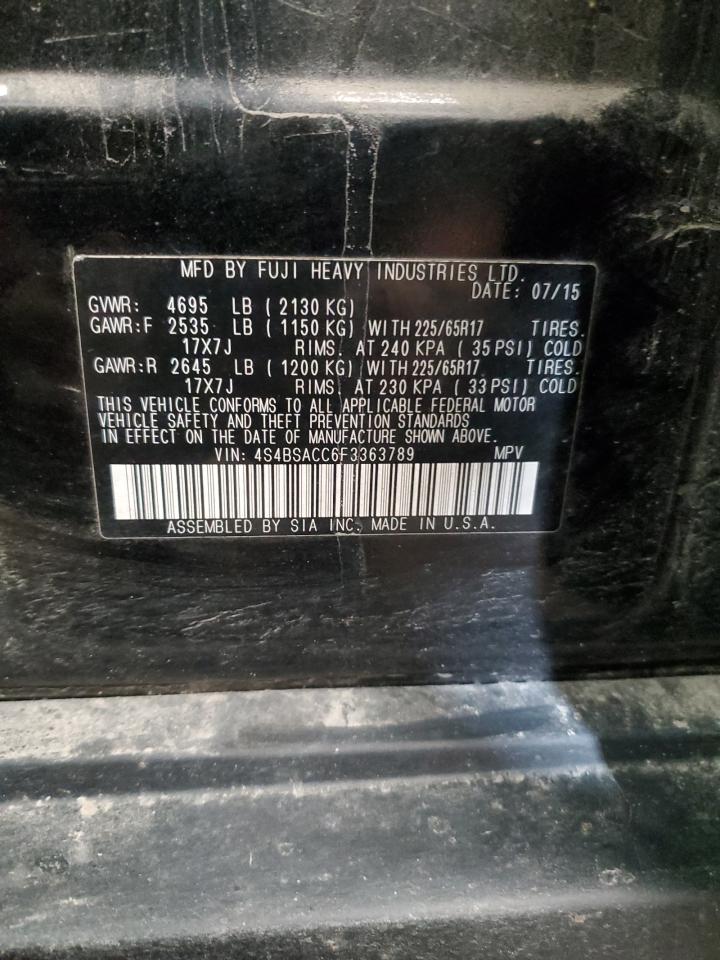 MFD BY FUJI HEAVY INDUSTRIES LTD.
DATE: 07/15
GVWR: 4695 LB ( 2130 KG)
GAWR:F 2535 LB ( 1150 KG) WITH 225/65R17 TIRES.
17X7J RIMS. AT 240 KPA ( 35 PSI) COLD
GAWR:R 2645 LB ( 1200 KG) WITH 225/65R17 TIRES.
17X7J RIMS. AT 230 KPA ( 33 PSI) COLD
THIS VEHICLE CONFORMS TO ALL APPLICABLE FEDERAL MOTOR
VEHICLE SAFETY AND THEFT PREVENTION STANDARDS
IN EFFECT ON THE DATE OF MANUFACTURE SHOWN ABOVE.
VIN: 4S4BSACC6F3363789 MPV
ASSEMBLED BY SIA INC. MADE IN U.S.A.